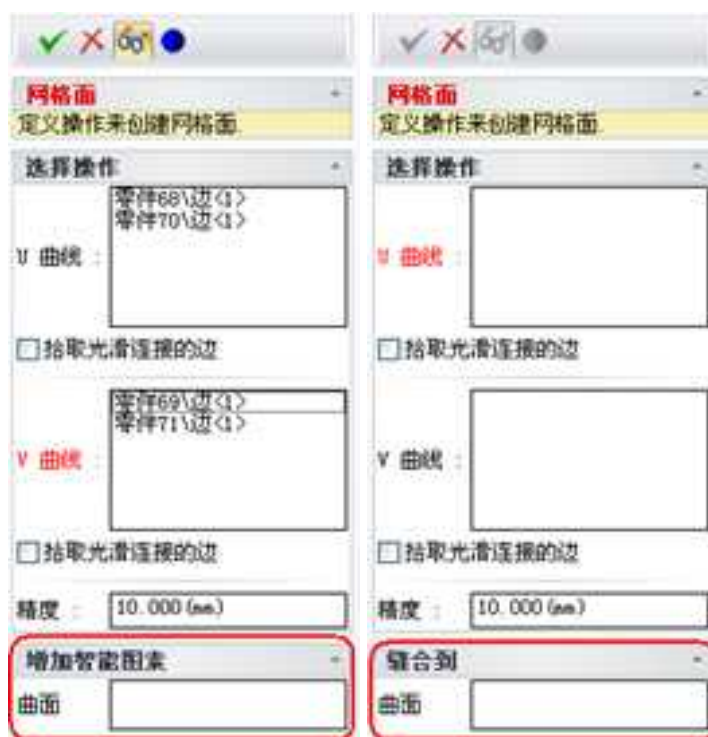 网格面
定义操作来创建网格面.
选择操作
零件68\边<1>
零件70\边<1>
U 曲线 :
拾取光滑连接的边
零件69\边<1>
零件71\边<1>
V 曲线 :
拾取光滑连接的边
精度 : 10.000(mm)
增加智能图素
曲面
网格面
定义操作来创建网格面.
选择操作
U 曲线 :
拾取光滑连接的边
V 曲线 :
拾取光滑连接的边
精度 : 10.000(mm)
缝合到
曲面